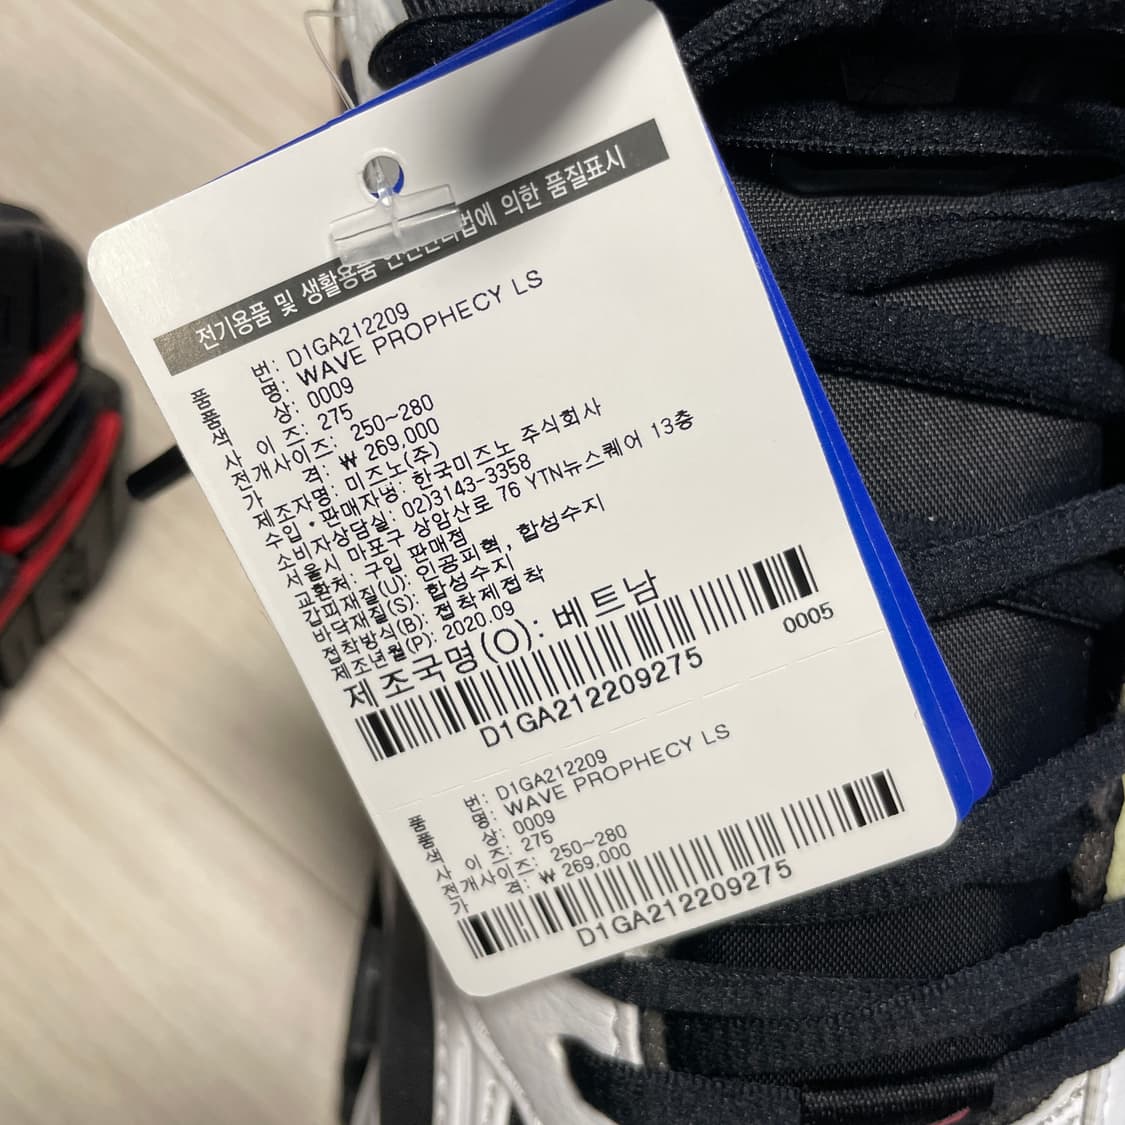 전기용품 및 생활용품 안전관리법에 의한 품질표시
품 번: D1GA212209
품 명: WAVE PROPHECY LS
색 상: 0009
사 이 즈: 275
전개사이즈: 250~280
가 격: ₩ 269,000
제조자명: 미즈노(주)
수입·판매자명: 한국미즈노 주식회사
소비자상담실: 02)3143-3358
서울시 마포구 상암산로 76 YTN뉴스퀘어 13층
교환처: 구입 판매점
갑피재질(U): 인공피혁, 합성수지
바닥재질(S): 합성수지
접착방식(B): 접착제접착
제조년월(P): 2020.09
제조국명(O): 베트남
0005
D1GA212209275
품 번: D1GA212209
품 명: WAVE PROPHECY LS
색 상: 0009
사 이 즈: 275
전개사이즈: 250~280
가 격: ₩ 269,000
D1GA212209275